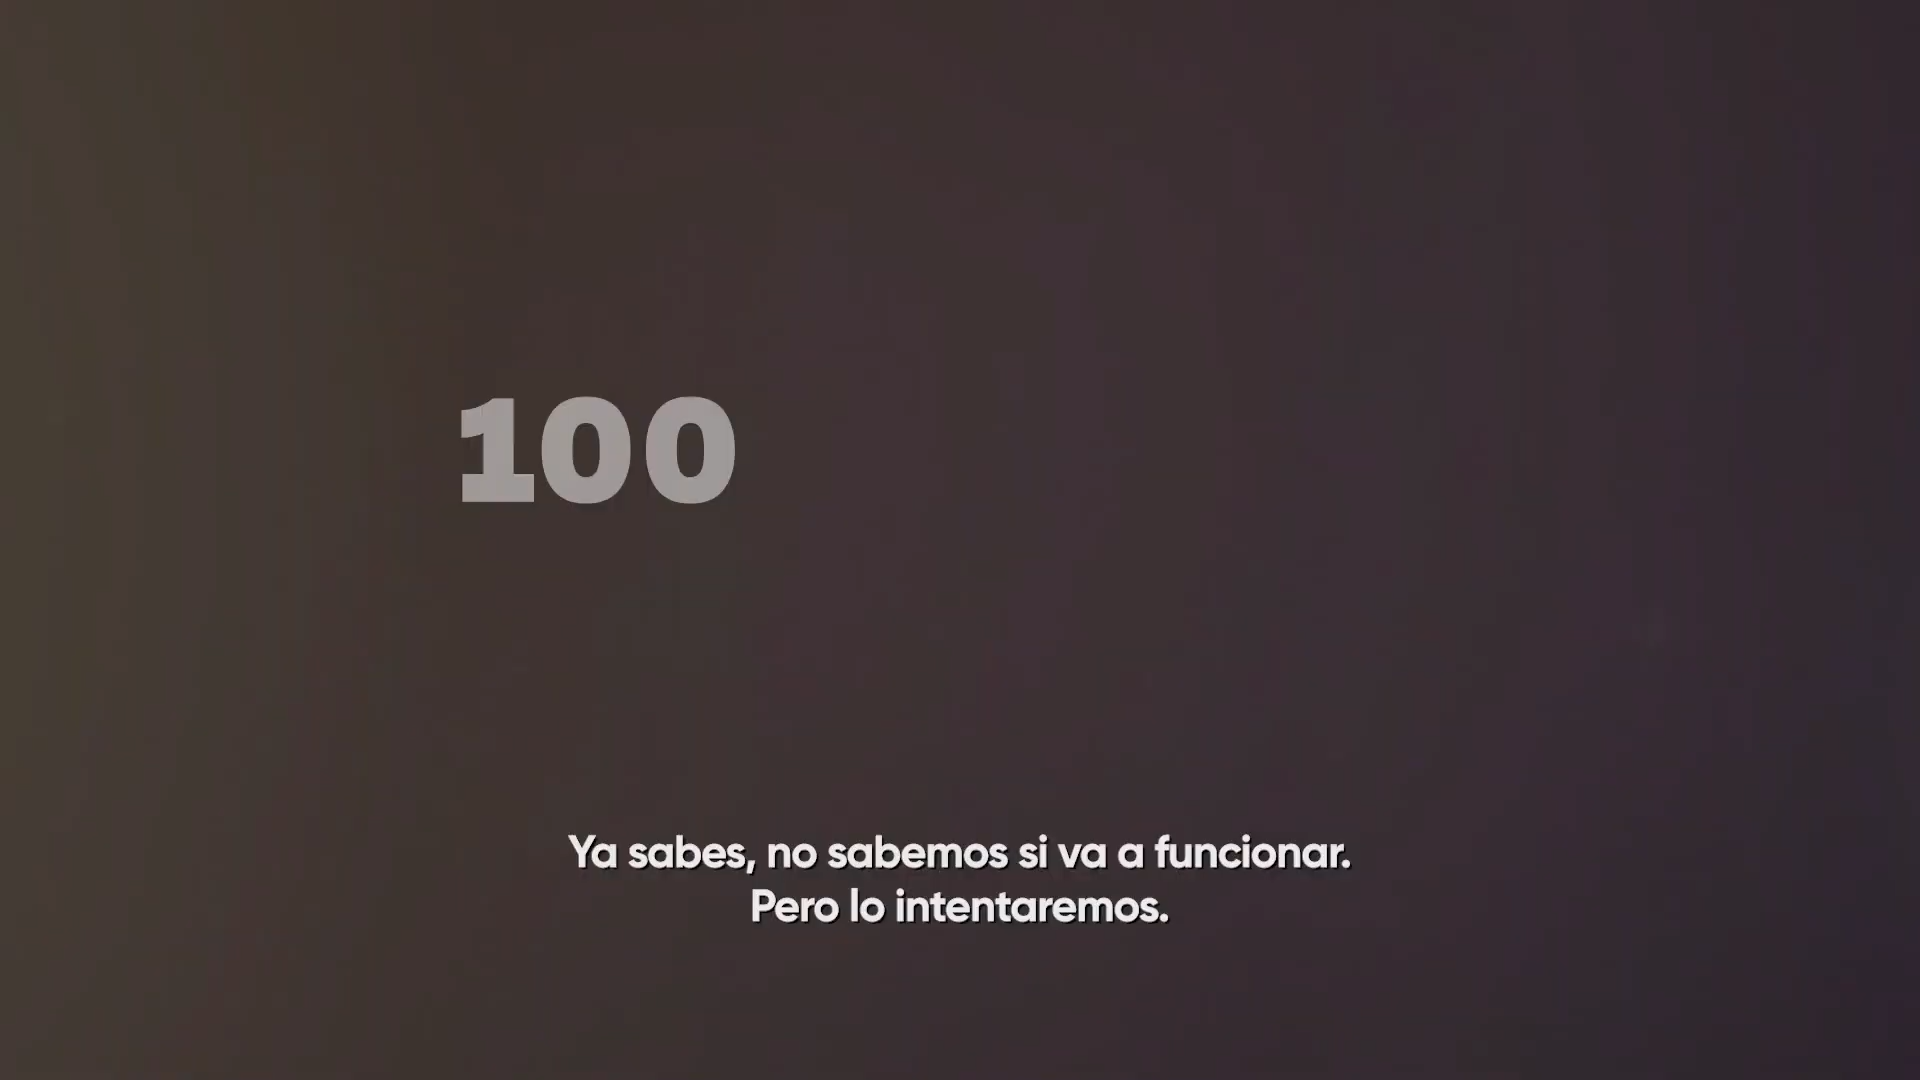 100
Ya sabes, no sabemos si va a funcionar.
Pero lo intentaremos.